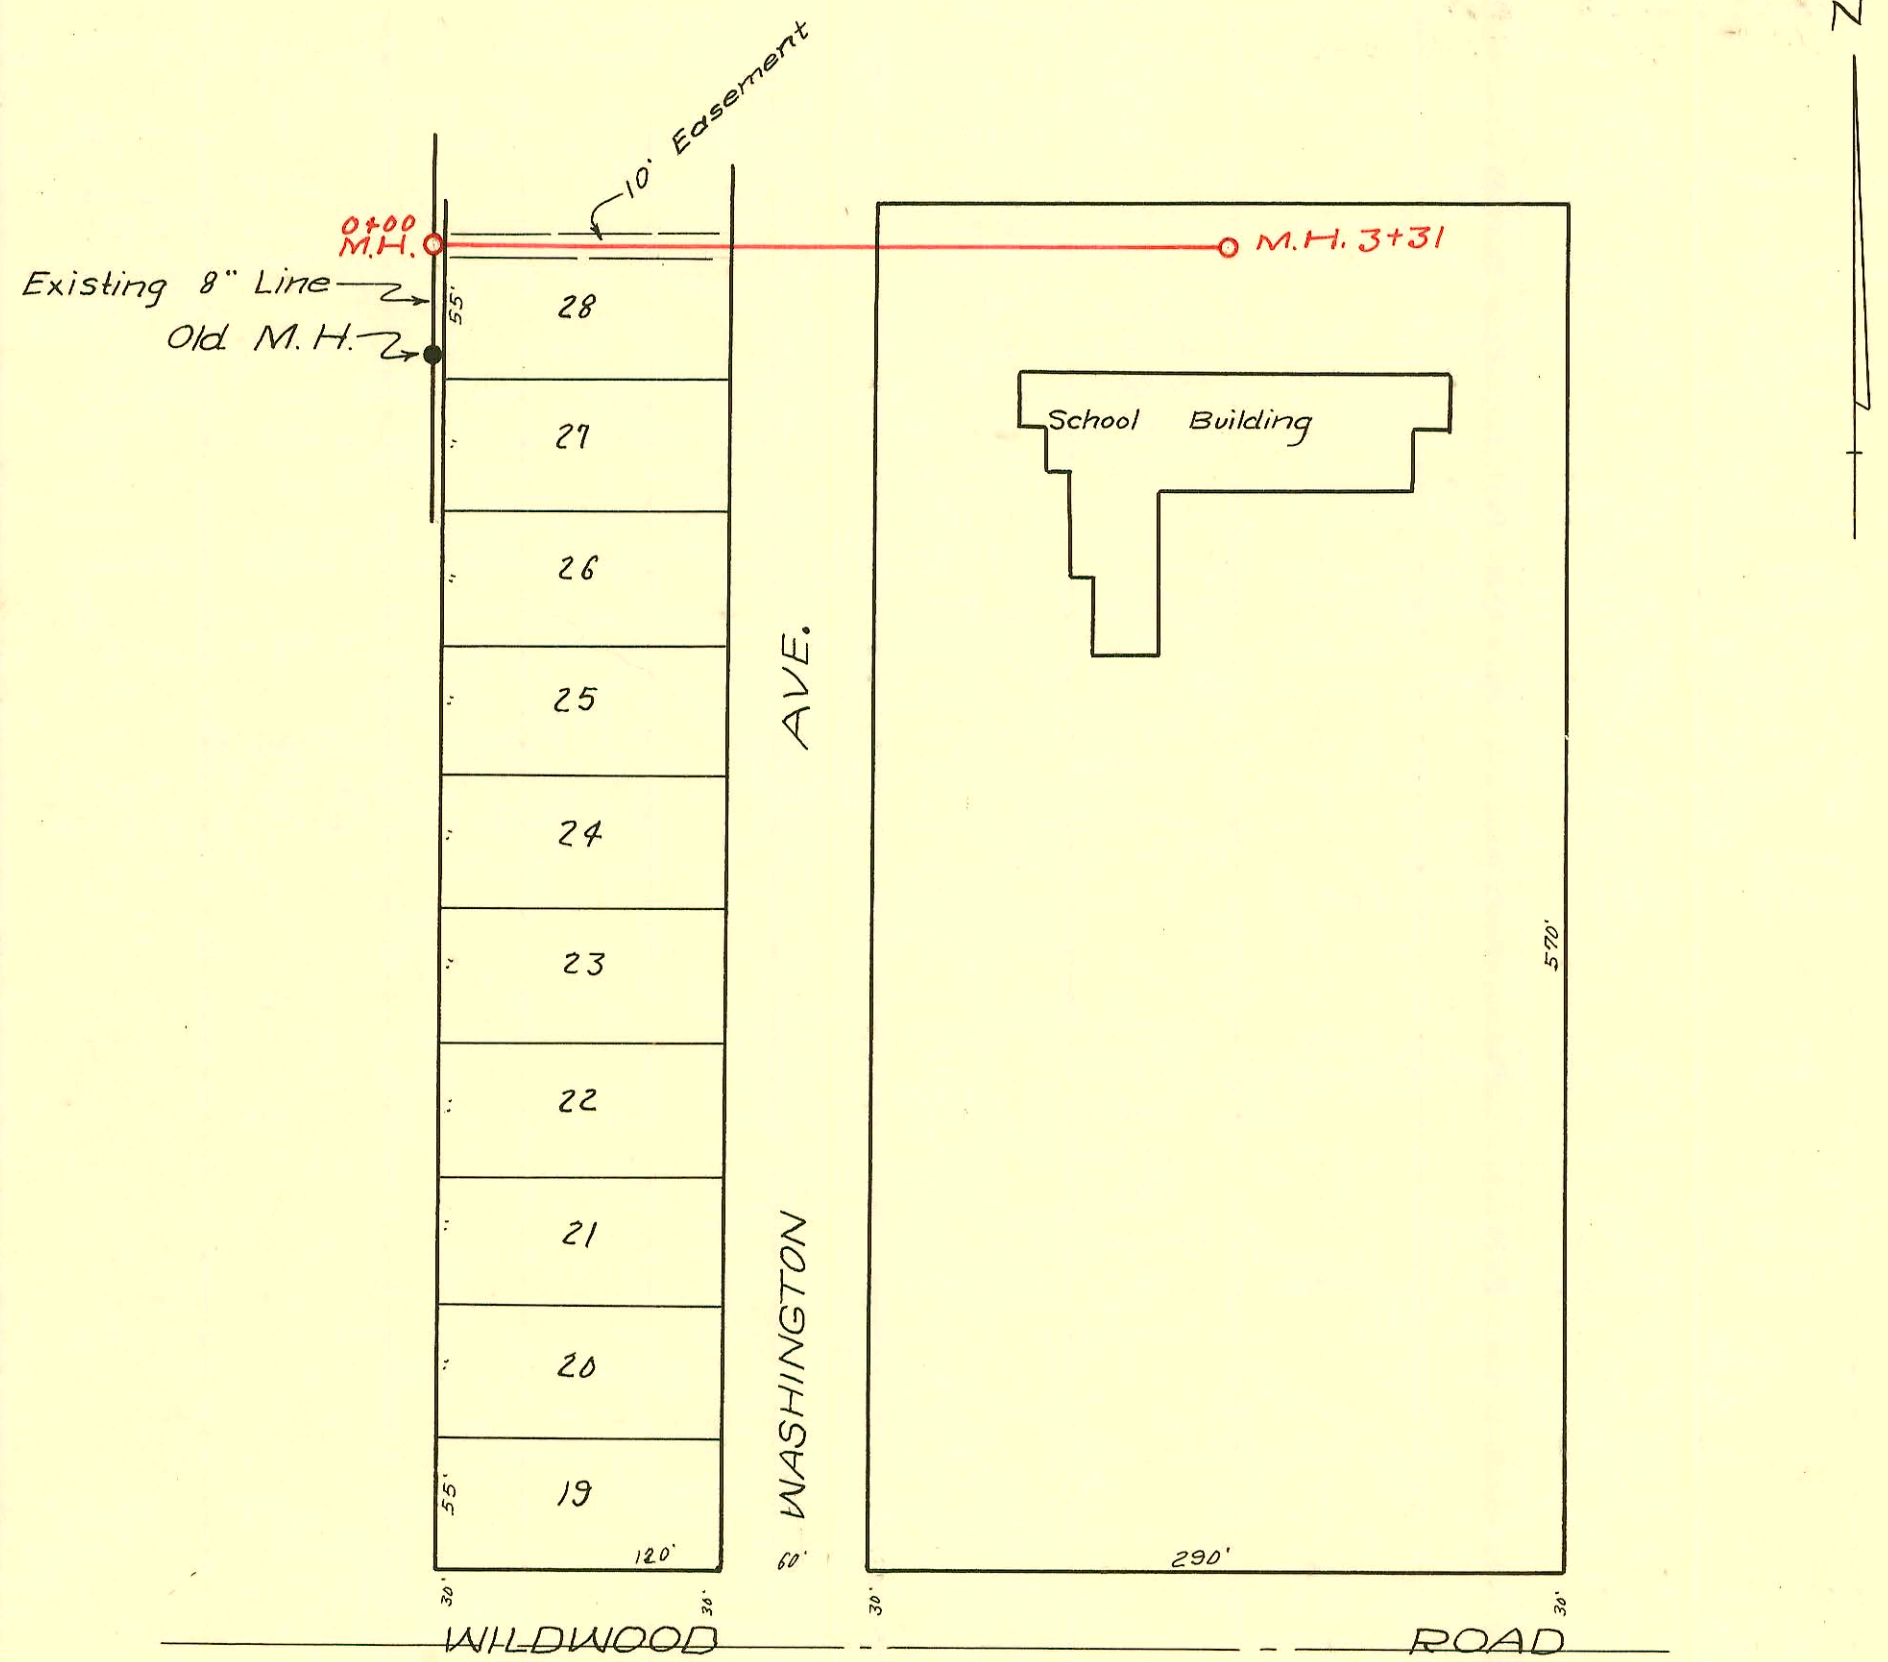 N
10' Easement
0+00
M.H.
M.H. 3+31
Existing 8" Line
Old M.H.
55'
28
27
"
School Building
26
"
25
"
AVE.
24
"
23
"
570'
22
"
21
"
20
"
WASHINGTON
55'
19
120'
60'
290'
30'
30'
30'
30'
WILDWOOD ROAD